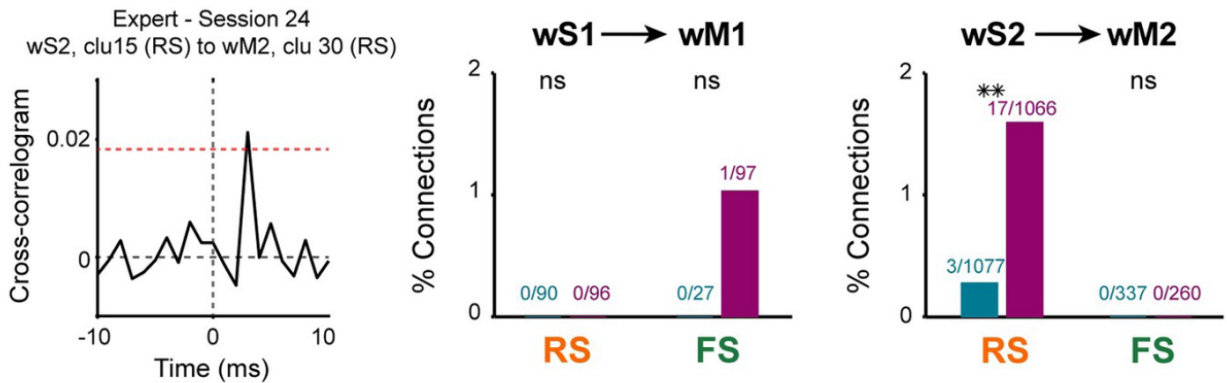 Expert - Session 24
wS2, clu15 (RS) to wM2, clu 30 (RS)
Cross-correlogram
0.02
0
-10
0
10
Time (ms)
wS1 → wM1
% Connections
2
1
0
ns
ns
0/90
0/96
0/27
1/97
RS
FS
wS2 → wM2
% Connections
2
1
0
**
ns
3/1077
17/1066
0/337
0/260
RS
FS